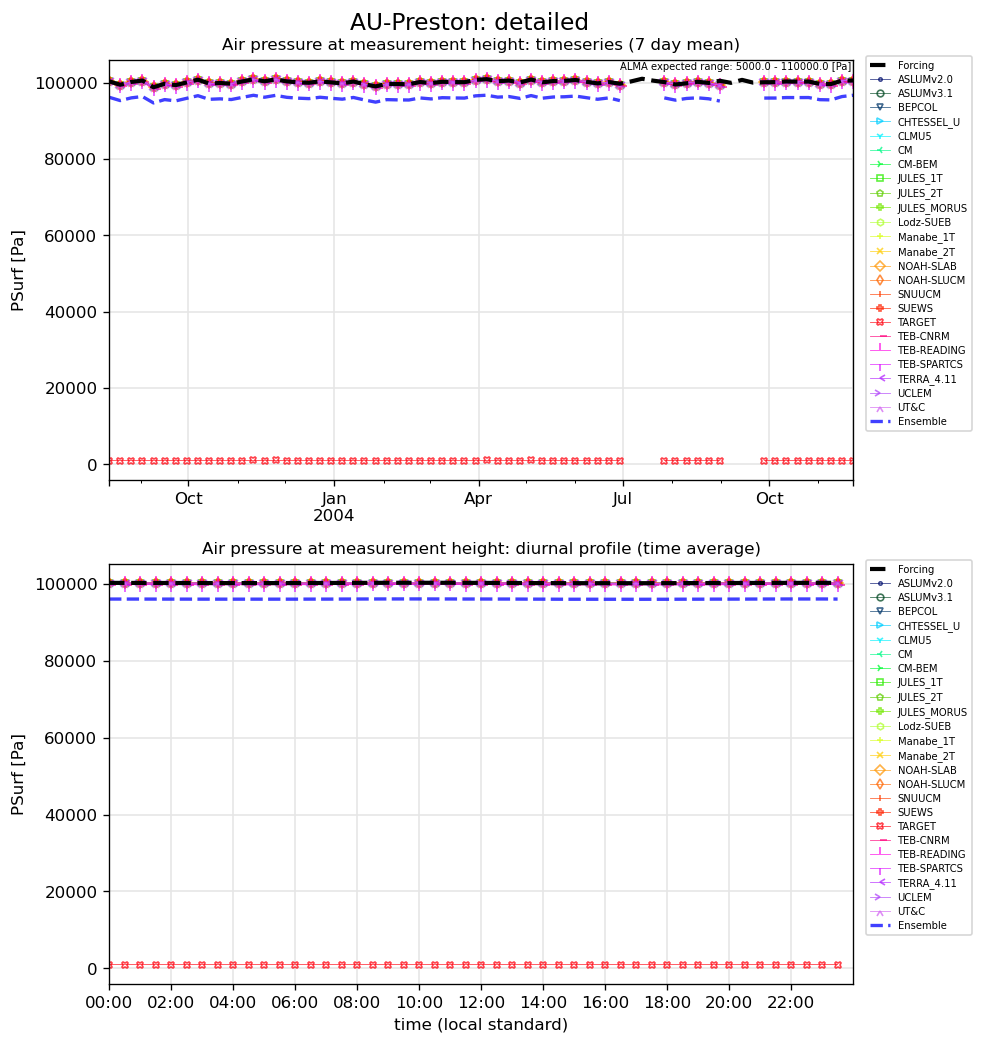 AU-Preston: detailed
Air pressure at measurement height: timeseries (7 day mean)
ALMA expected range: 5000.0 - 110000.0 [Pa]
PSurf [Pa]
100000
80000
60000
40000
20000
0
Oct
Jan
2004
Apr
Jul
Oct
Forcing
ASLUMv2.0
ASLUMv3.1
BEPCOL
CHTESSEL_U
CLMU5
CM
CM-BEM
JULES_1T
JULES_2T
JULES_MORUS
Lodz-SUEB
Manabe_1T
Manabe_2T
NOAH-SLAB
NOAH-SLUCM
SNUUCM
SUEWS
TARGET
TEB-CNRM
TEB-READING
TEB-SPARTCS
TERRA_4.11
UCLEM
UT&C
Ensemble
Air pressure at measurement height: diurnal profile (time average)
PSurf [Pa]
100000
80000
60000
40000
20000
0
00:00 02:00 04:00 06:00 08:00 10:00 12:00 14:00 16:00 18:00 20:00 22:00
time (local standard)
Forcing
ASLUMv2.0
ASLUMv3.1
BEPCOL
CHTESSEL_U
CLMU5
CM
CM-BEM
JULES_1T
JULES_2T
JULES_MORUS
Lodz-SUEB
Manabe_1T
Manabe_2T
NOAH-SLAB
NOAH-SLUCM
SNUUCM
SUEWS
TARGET
TEB-CNRM
TEB-READING
TEB-SPARTCS
TERRA_4.11
UCLEM
UT&C
Ensemble